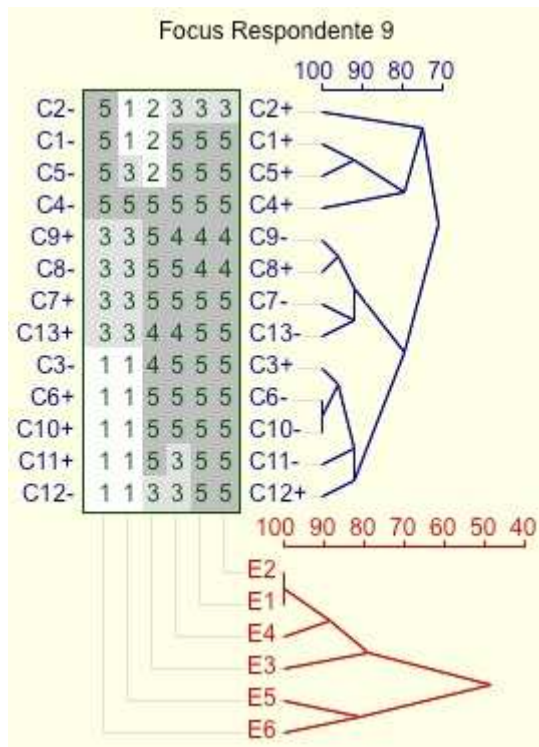 Focus Respondente 9
100 90 80 70
C2- 5 1 2 3 3 3 C2+
C1- 5 1 2 5 5 5 C1+
C5- 5 3 2 5 5 5 C5+
C4- 5 5 5 5 5 5 C4+
C9+ 3 3 5 4 4 4 C9-
C8- 3 3 5 5 4 4 C8+
C7+ 3 3 5 5 5 5 C7-
C13+ 3 3 4 4 5 5 C13-
C3- 1 1 4 5 5 5 C3+
C6+ 1 1 5 5 5 5 C6-
C10+ 1 1 5 5 5 5 C10-
C11+ 1 1 5 3 5 5 C11-
C12- 1 1 3 3 5 5 C12+
100 90 80 70 60 50 40
E2
E1
E4
E3
E5
E6